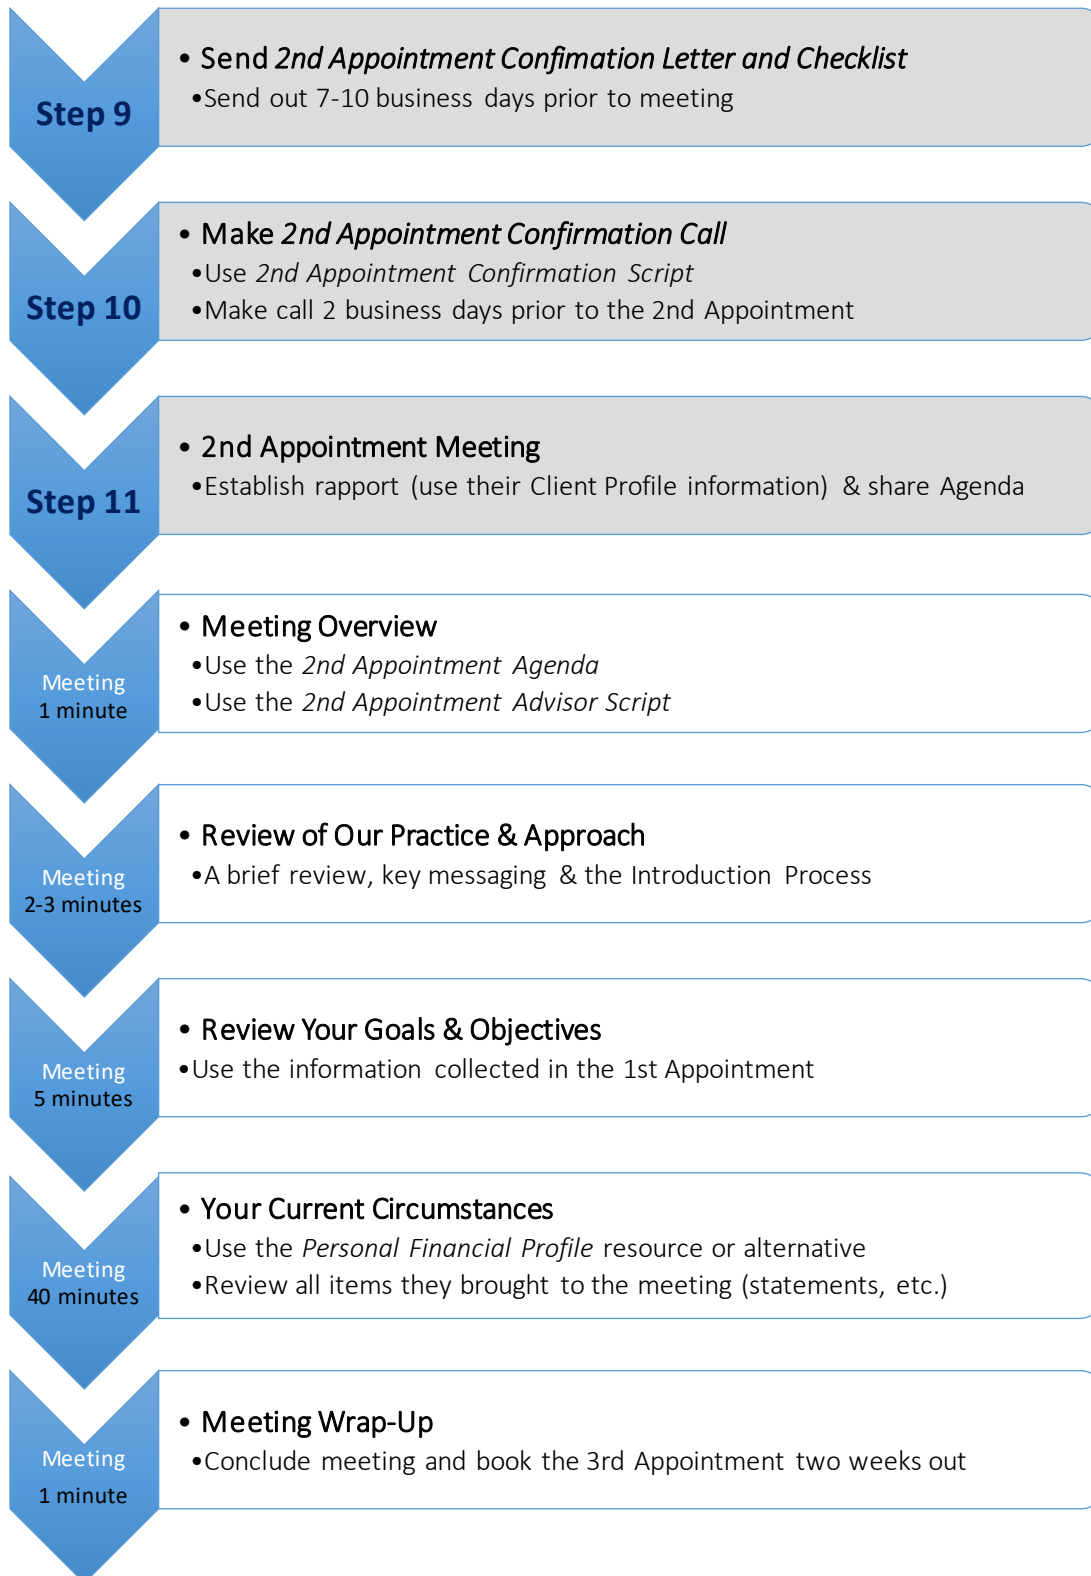 Step 9
• Send 2nd Appointment Confimation Letter and Checklist
•Send out 7-10 business days prior to meeting
Step 10
• Make 2nd Appointment Confirmation Call
•Use 2nd Appointment Confirmation Script
•Make call 2 business days prior to the 2nd Appointment
Step 11
• 2nd Appointment Meeting
•Establish rapport (use their Client Profile information) & share Agenda
Meeting
1 minute
• Meeting Overview
•Use the 2nd Appointment Agenda
•Use the 2nd Appointment Advisor Script
Meeting
2-3 minutes
• Review of Our Practice & Approach
•A brief review, key messaging & the Introduction Process
Meeting
5 minutes
• Review Your Goals & Objectives
•Use the information collected in the 1st Appointment
Meeting
40 minutes
• Your Current Circumstances
•Use the Personal Financial Profile resource or alternative
•Review all items they brought to the meeting (statements, etc.)
Meeting
1 minute
• Meeting Wrap-Up
•Conclude meeting and book the 3rd Appointment two weeks out